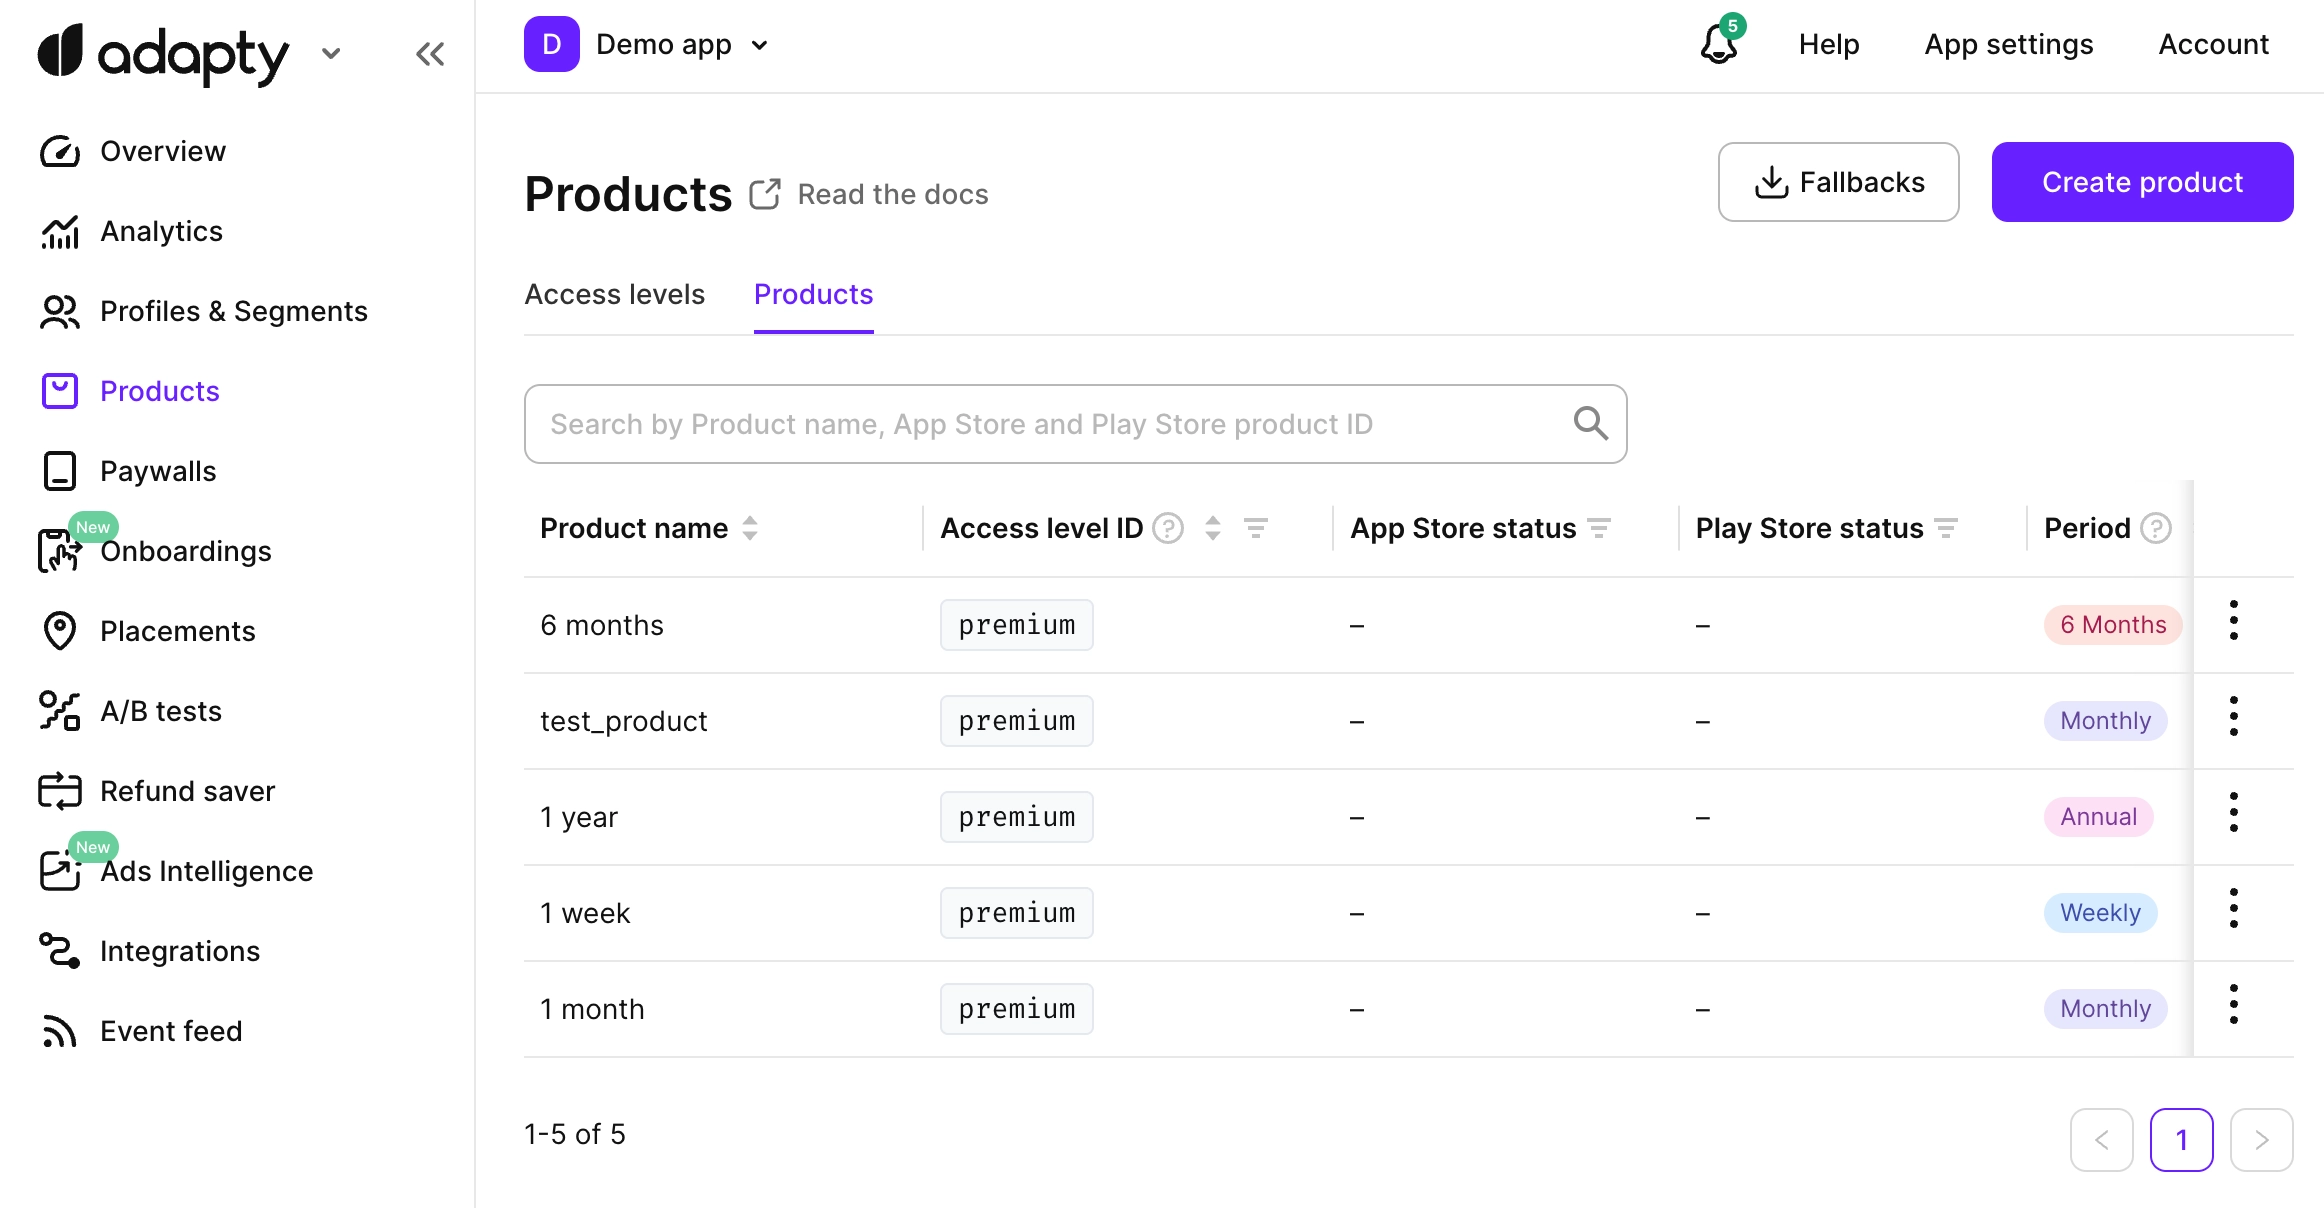 adapty
D Demo app
5
Help
App settings
Account
Overview
Analytics
Profiles & Segments
Products
Paywalls
New
Onboardings
Placements
A/B tests
Refund saver
New
Ads Intelligence
Integrations
Event feed
Products Read the docs
Fallbacks
Create product
Access levels Products
Search by Product name, App Store and Play Store product ID
Product name Access level ID ? App Store status Play Store status Period ?
6 months premium – – 6 Months
test_product premium – – Monthly
1 year premium – – Annual
1 week premium – – Weekly
1 month premium – – Monthly
1-5 of 5
< 1 >